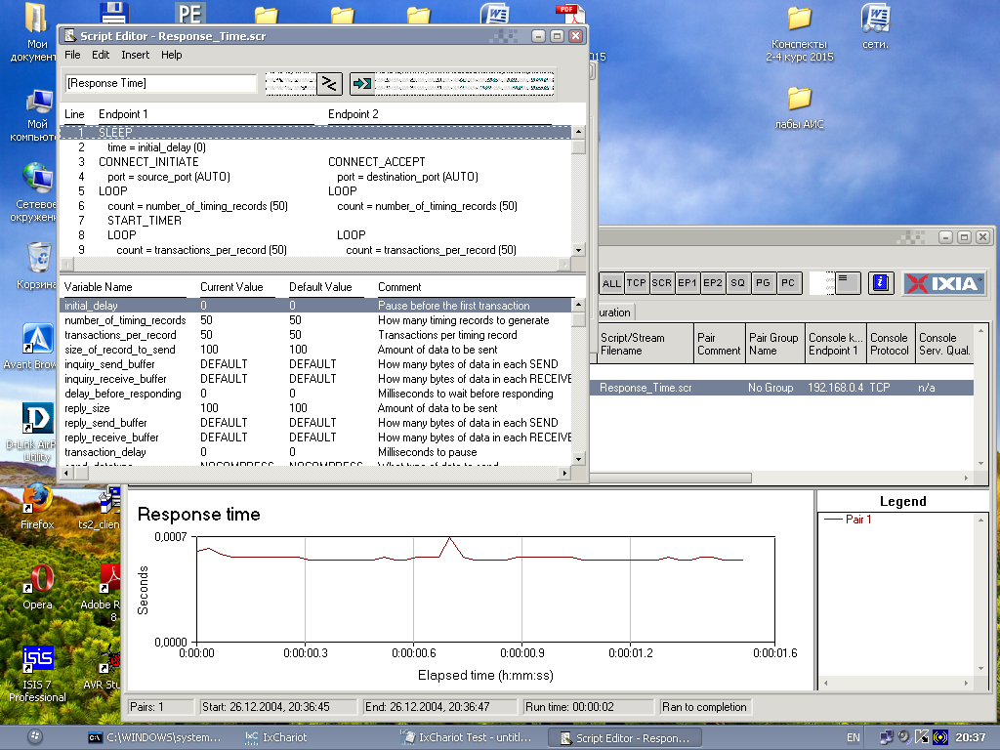 PE
W
PDF
W
Мои
документ
Конспекты
2-4 курс 2015
сети.
015
Мой
компьют
лабы АИС
Сетевое
окружени
Корзина
Avant Brow
D-Link AirP
Utility
Firefox
ts2_clien
Opera
Adobe R
8
isis
ISIS 7
Professional
AVR Stu
Script Editor - Response_Time.scr
File Edit Insert Help
[Response Time]
Line Endpoint 1 Endpoint 2
1 SLEEP
2 time = initial_delay (0)
3 CONNECT_INITIATE CONNECT_ACCEPT
4 port = source_port (AUTO) port = destination_port (AUTO)
5 LOOP LOOP
6 count = number_of_timing_records (50) count = number_of_timing_records (50)
7 START_TIMER
8 LOOP LOOP
9 count = transactions_per_record (50) count = transactions_per_record (50)
Variable Name Current Value Default Value Comment
initial_delay 0 0 Pause before the first transaction
number_of_timing_records 50 50 How many timing records to generate
transactions_per_record 50 50 Transactions per timing record
size_of_record_to_send 100 100 Amount of data to be sent
inquiry_send_buffer DEFAULT DEFAULT How many bytes of data in each SEND
inquiry_receive_buffer DEFAULT DEFAULT How many bytes of data in each RECEIVE
delay_before_responding 0 0 Milliseconds to wait before responding
reply_size 100 100 Amount of data to be sent
reply_send_buffer DEFAULT DEFAULT How many bytes of data in each SEND
reply_receive_buffer DEFAULT DEFAULT How many bytes of data in each RECEIVE
transaction_delay 0 0 Milliseconds to pause
ALL TCP SCR EP1 EP2 SQ PG PC
IXIA
uration
Script/Stream Filename Pair Comment Pair Group Name Console k... Endpoint 1 Console Protocol Console Serv. Qual.
Response_Time.scr No Group 192.168.0.4 TCP n/a
Response time
0,0007
Seconds
0,0000
0:00:00 0:00:00.3 0:00:00.6 0:00:00.9 0:00:01.2 0:00:01.6
Elapsed time (h:mm:ss)
Legend
Pair 1
Pairs: 1 Start: 26.12.2004, 20:36:45 End: 26.12.2004, 20:36:47 Run time: 00:00:02 Ran to completion
C:\WINDOWS\system... IxChariot IxChariot Test - untitl... Script Editor - Respon... EN 20:37